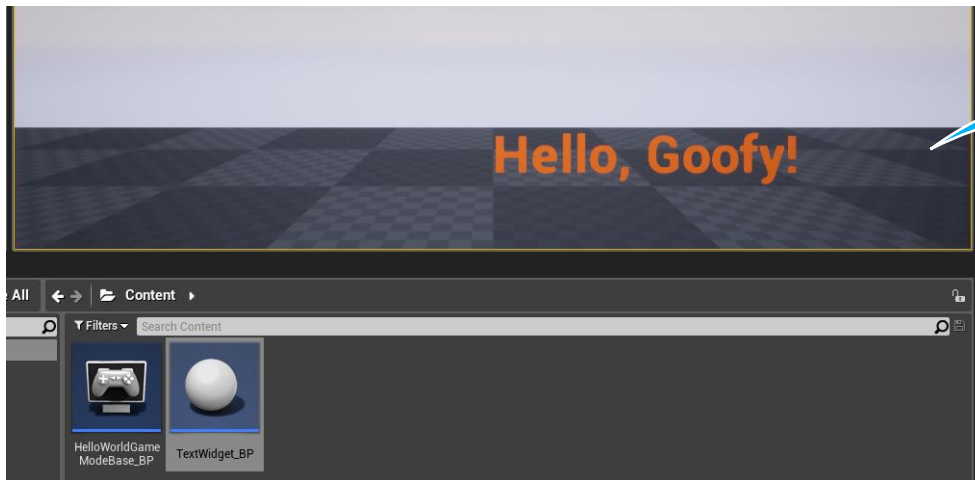 Hello, Goofy!
All
Content
Filters
Search Content
HelloWorldGame
ModeBase_BP
TextWidget_BP